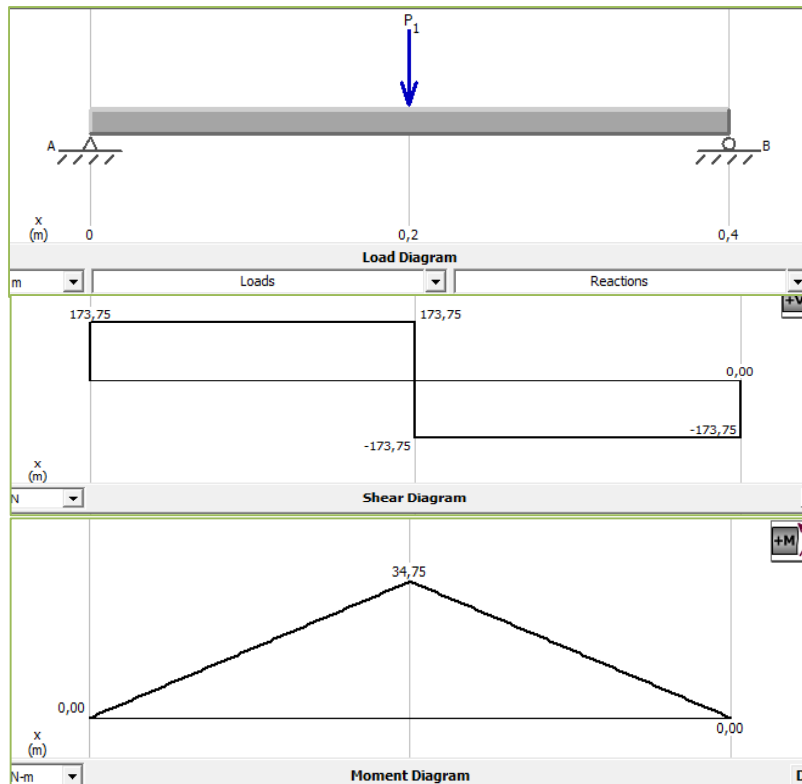 P1
A B
x
(m) 0 0,2 0,4
Load Diagram
m Loads Reactions
+V
173,75 173,75
0,00
-173,75 -173,75
x
(m)
N Shear Diagram
+M
34,75
0,00 0,00
x
(m)
N-m Moment Diagram